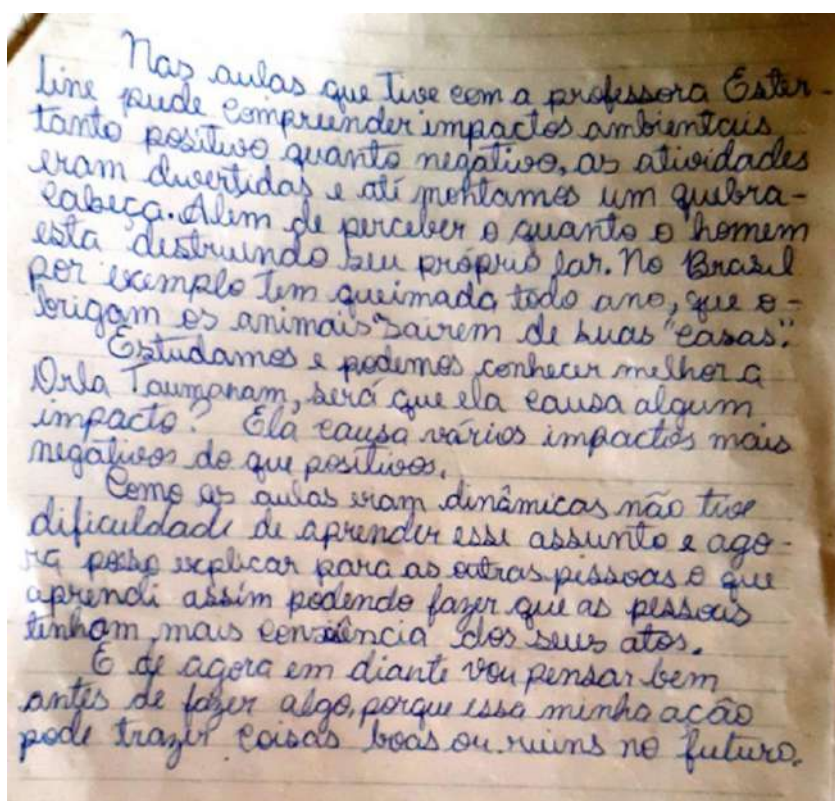 Nas aulas que tive com a professora Ester-
line pude compreender impactos ambientais
tanto positivo quanto negativo, as atividades
eram divertidas e até montamos um quebra-
cabeça. Alem de perceber o quanto o homem
esta destruindo seu próprio lar. No Brasil
por exemplo tem queimada todo ano, que o-
brigam os animais sairem de suas "casas".
Estudamos e podemos conhecer melhor a
Orla Taumanam, será que ela causa algum
impacto? Ela causa vários impactos mais
negativos do que positivos.
Como as aulas eram dinâmicas não tive
dificuldade de aprender esse assunto e ago-
ra posso explicar para as outras pessoas o que
aprendi assim podendo fazer que as pessoas
tenham mais consciência dos seus atos.
E de agora em diante vou pensar bem
antes de fazer algo, porque essa minha ação
pode trazer coisas boas ou ruins no futuro.